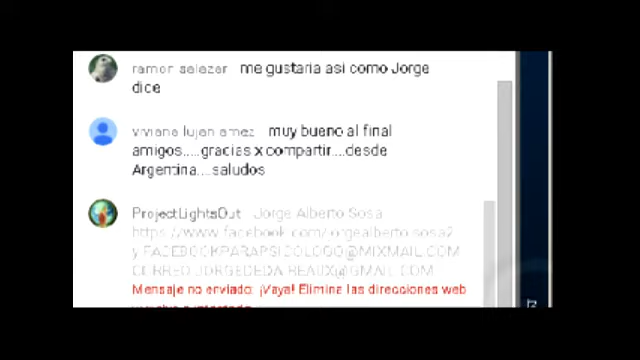 ramon salazar me gustaria asi como Jorge
dice
viviana lujan amez muy bueno al final
amigos.....gracias x compartir....desde
Argentina....saludos
ProjectLightsOut Jorge Alberto Sosa
https://www.facebook.com/jorgealberto.sosa2
y FACEBOOKPARAPSICOLOGO@MIXMAIL.COM
CORREO
Mensaje no enviado: ¡Vaya! Elimina las direcciones web